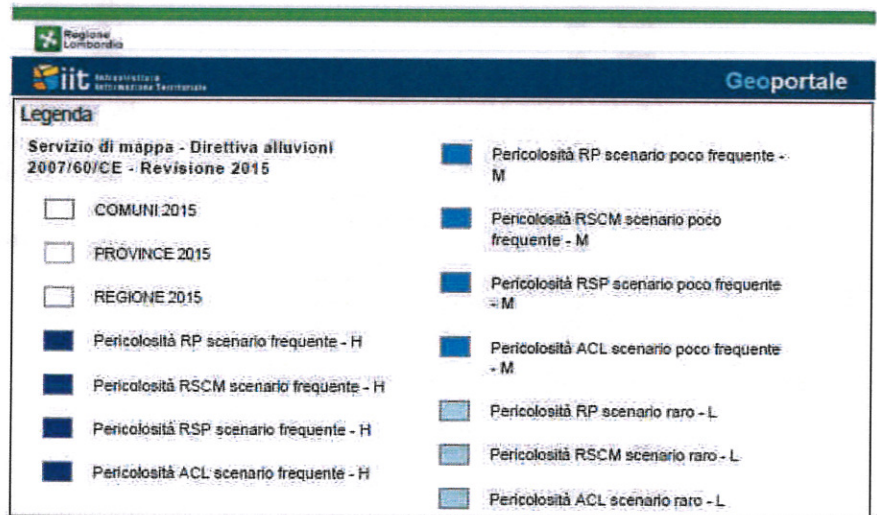 Regione
Lombardia
iit Infrastruttura
Informazione Territoriale
Geoportale
Legenda
Servizio di mappa - Direttiva alluvioni
2007/60/CE - Revisione 2015
COMUNI 2015
PROVINCE 2015
REGIONE 2015
Pericolosità RP scenario frequente - H
Pericolosità RSCM scenario frequente - H
Pericolosità RSP scenario frequente - H
Pericolosità ACL scenario frequente - H
Pericolosità RP scenario poco frequente -
M
Pericolosità RSCM scenario poco
frequente - M
Pericolosità RSP scenario poco frequente
- M
Pericolosità ACL scenario poco frequente
- M
Pericolosità RP scenario raro - L
Pericolosità RSCM scenario raro - L
Pericolosità ACL scenario raro - L